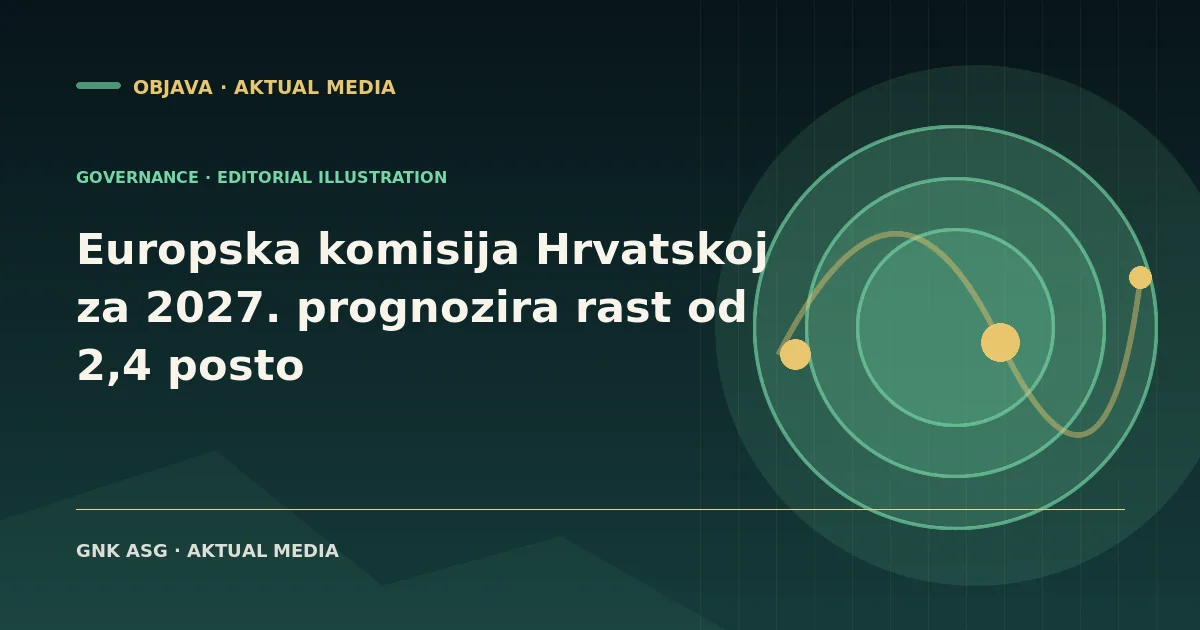 OBJAVA · AKTUAL MEDIA
GOVERNANCE · EDITORIAL ILLUSTRATION
Europska komisija Hrvatskoj
za 2027. prognozira rast od
2,4 posto
GNK ASG · AKTUAL MEDIA